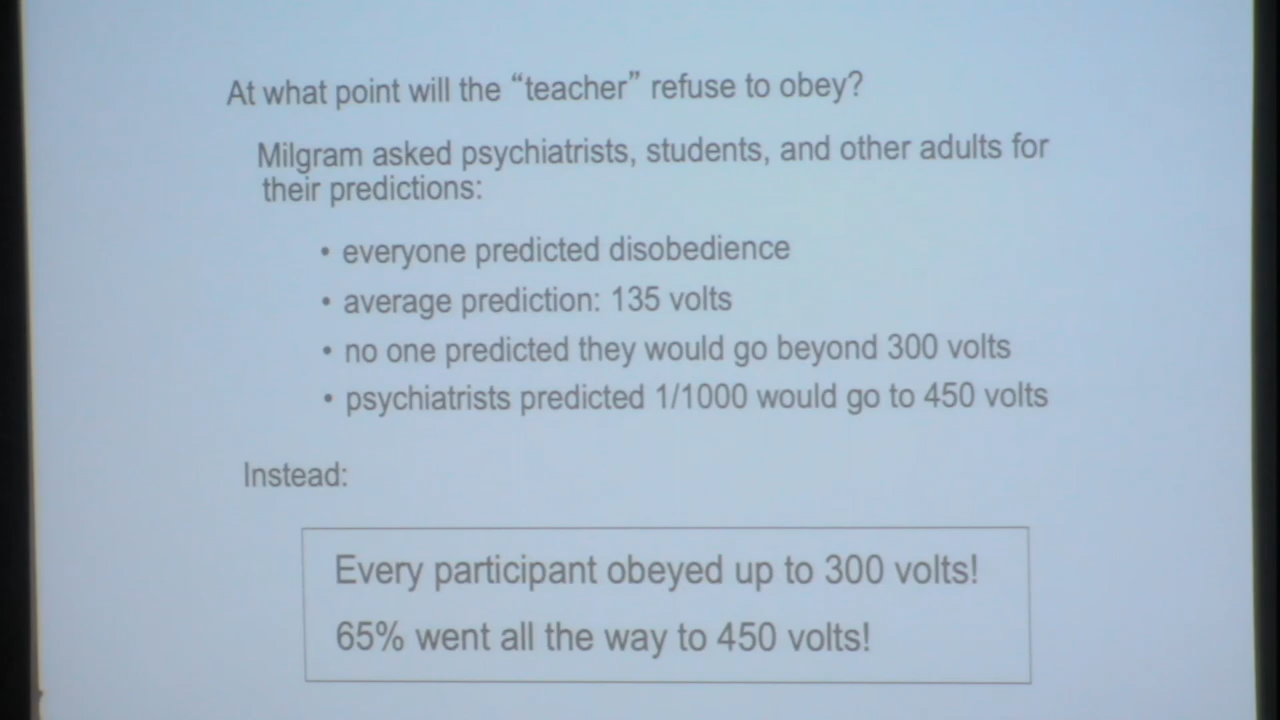 At what point will the “teacher” refuse to obey?
Milgram asked psychiatrists, students, and other adults for
their predictions:
• everyone predicted disobedience
• average prediction: 135 volts
• no one predicted they would go beyond 300 volts
• psychiatrists predicted 1/1000 would go to 450 volts
Instead:
Every participant obeyed up to 300 volts!
65% went all the way to 450 volts!